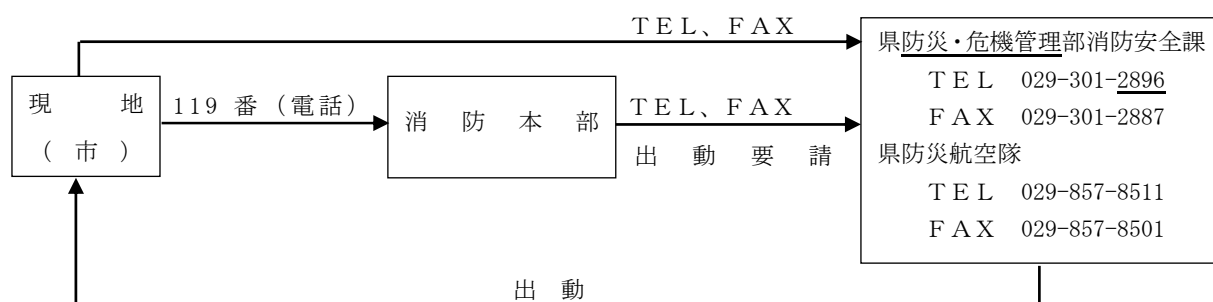 TEL、FAX
現地
(市)
119番(電話)
消防本部
TEL、FAX
出動要請
県防災・危機管理部消防安全課
TEL 029-301-2896
FAX 029-301-2887
県防災航空隊
TEL 029-857-8511
FAX 029-857-8501
出動